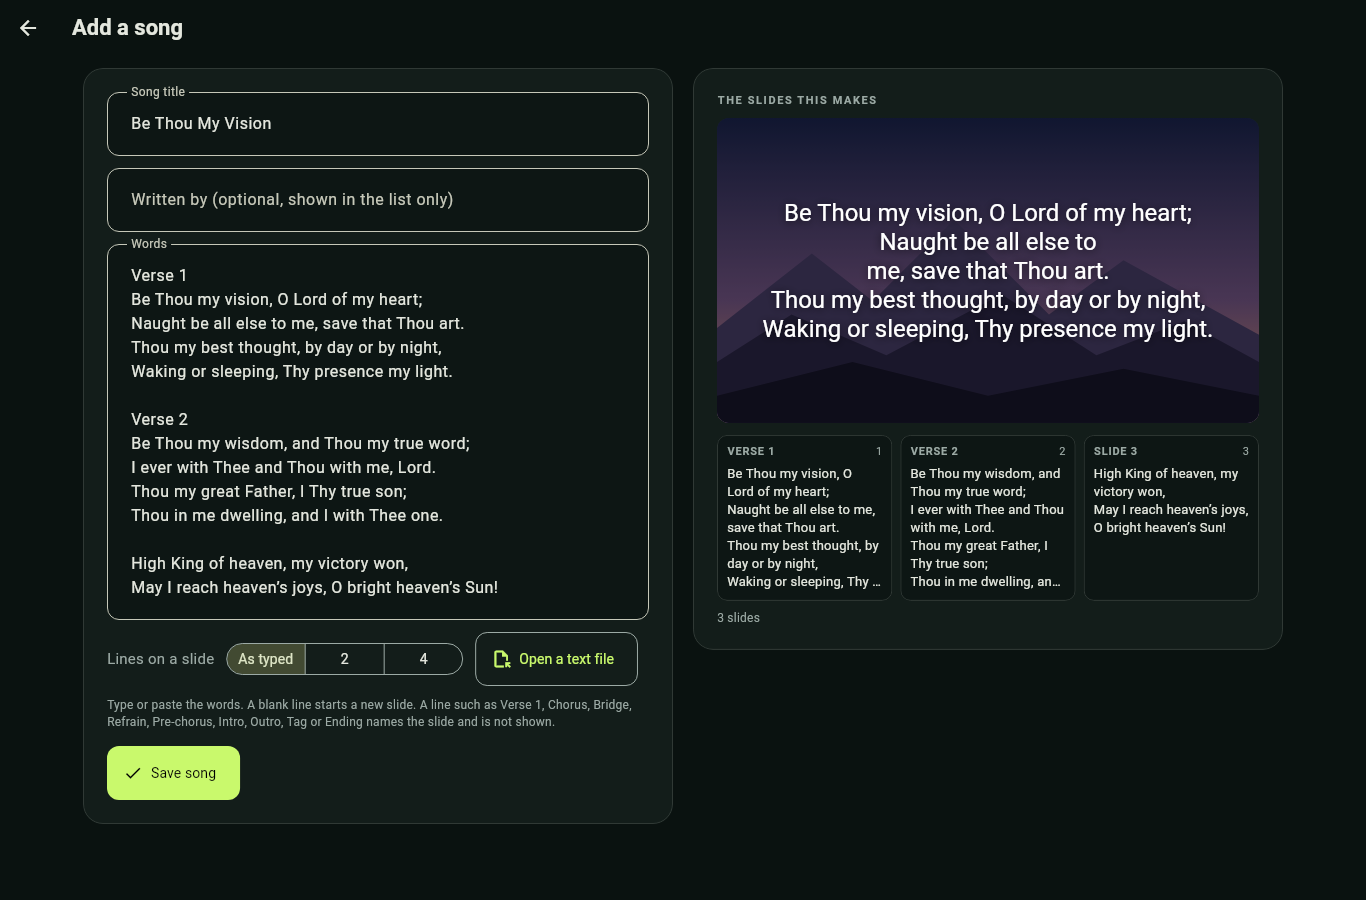 Add a song
Song title
Be Thou My Vision
Written by (optional, shown in the list only)
Words
Verse 1
Be Thou my vision, O Lord of my heart;
Naught be all else to me, save that Thou art.
Thou my best thought, by day or by night,
Waking or sleeping, Thy presence my light.
Verse 2
Be Thou my wisdom, and Thou my true word;
I ever with Thee and Thou with me, Lord.
Thou my great Father, I Thy true son;
Thou in me dwelling, and I with Thee one.
High King of heaven, my victory won,
May I reach heaven’s joys, O bright heaven’s Sun!
Lines on a slide
As typed
2
4
Open a text file
Type or paste the words. A blank line starts a new slide. A line such as Verse 1, Chorus, Bridge,
Refrain, Pre-chorus, Intro, Outro, Tag or Ending names the slide and is not shown.
Save song
THE SLIDES THIS MAKES
Be Thou my vision, O Lord of my heart;
Naught be all else to
me, save that Thou art.
Thou my best thought, by day or by night,
Waking or sleeping, Thy presence my light.
VERSE 1 1
Be Thou my vision, O
Lord of my heart;
Naught be all else to me,
save that Thou art.
Thou my best thought, by
day or by night,
Waking or sleeping, Thy …
VERSE 2 2
Be Thou my wisdom, and
Thou my true word;
I ever with Thee and Thou
with me, Lord.
Thou my great Father, I
Thy true son;
Thou in me dwelling, an…
SLIDE 3 3
High King of heaven, my
victory won,
May I reach heaven’s joys,
O bright heaven’s Sun!
3 slides